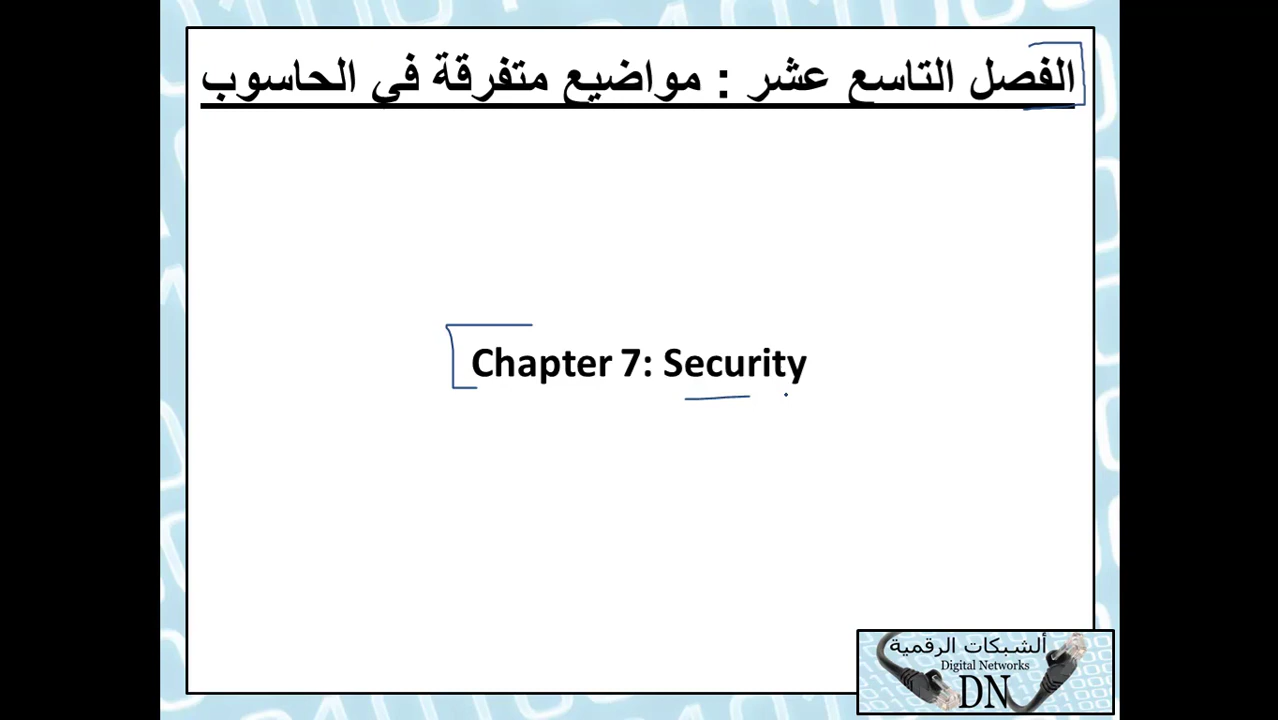 الفصل التاسع عشر : مواضيع متفرقة في الحاسوب
Chapter 7: Security
ألشبكات الرقمية
Digital Networks
DN